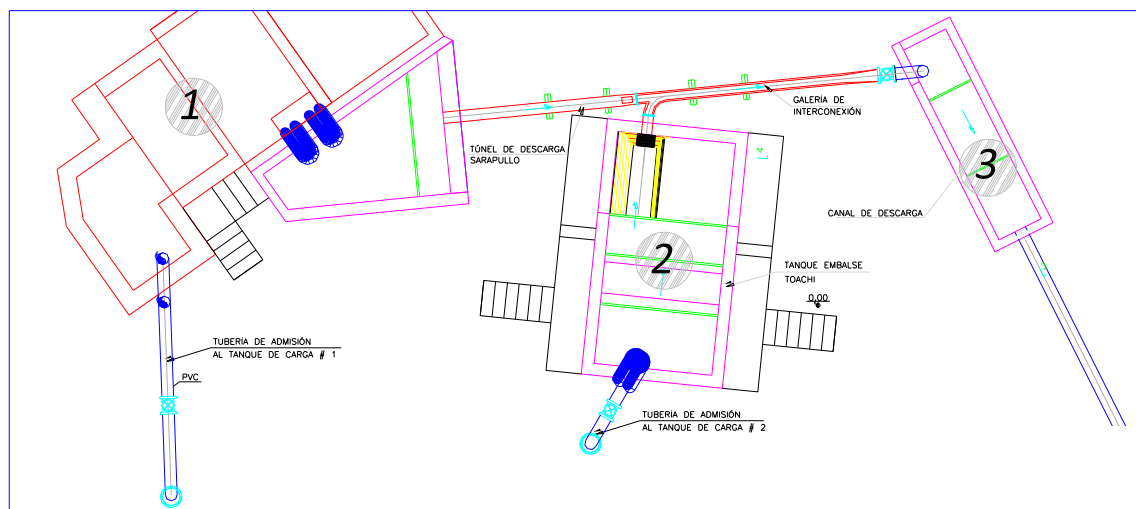 1
GALERÍA DE
INTERCONEXIÓN
TÚNEL DE DESCARGA
SARAPULLO
3
CANAL DE DESCARGA
2
TANQUE EMBALSE
TOACHI
0,00
TUBERÍA DE ADMISIÓN
AL TANQUE DE CARGA # 1
PVC
TUBERÍA DE ADMISIÓN
AL TANQUE DE CARGA # 2